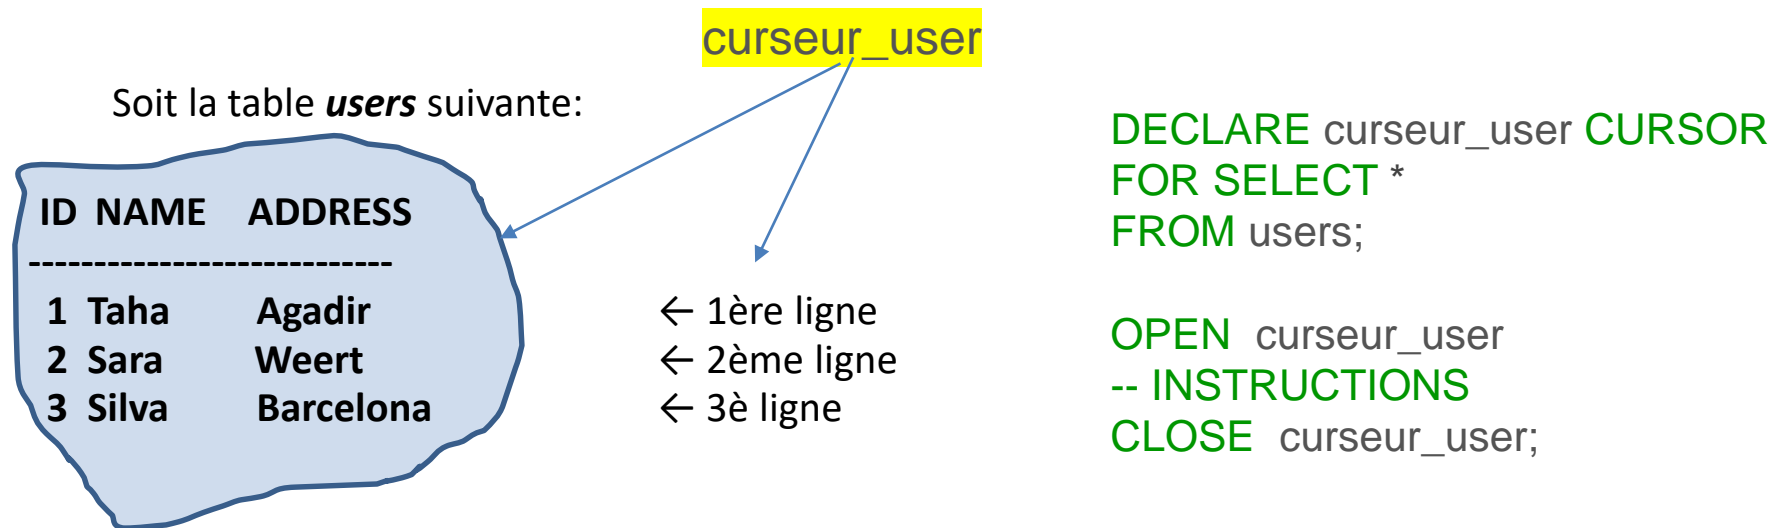 curseur_user
Soit la table users suivante:
ID NAME ADDRESS
----------------------------
1 Taha Agadir
2 Sara Weert
3 Silva Barcelona
← 1ère ligne
← 2ème ligne
← 3è ligne
DECLARE curseur_user CURSOR
FOR SELECT *
FROM users;
OPEN curseur_user
-- INSTRUCTIONS
CLOSE curseur_user;